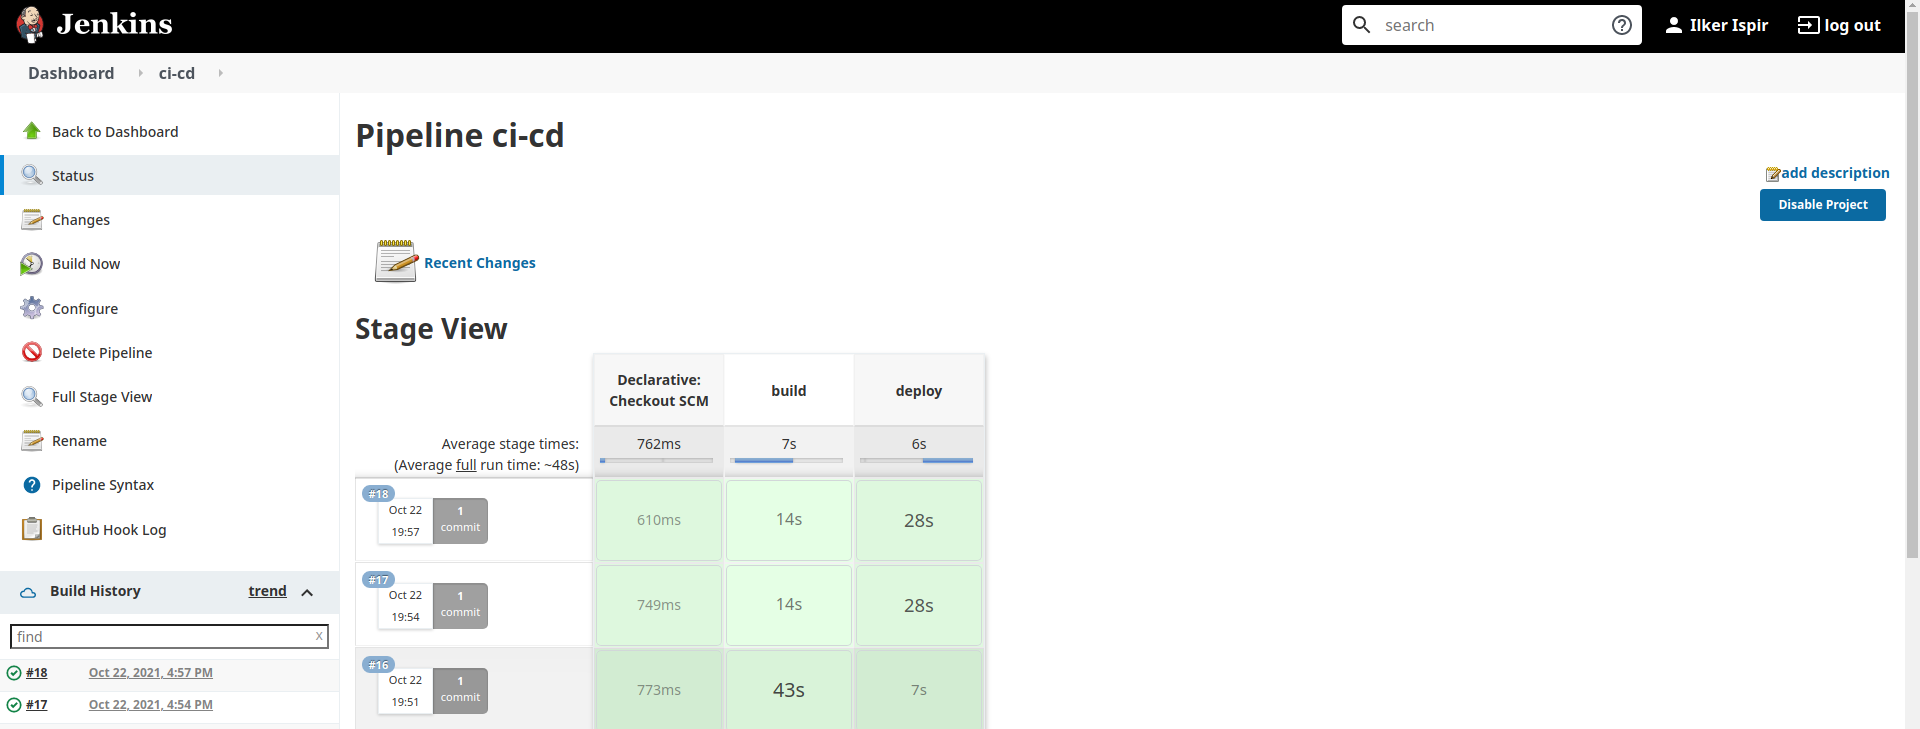 Jenkins
search
Ilker Ispir
log out
Dashboard
ci-cd
Back to Dashboard
Status
Changes
Build Now
Configure
Delete Pipeline
Full Stage View
Rename
Pipeline Syntax
GitHub Hook Log
Build History
trend
find
X
#18 Oct 22, 2021, 4:57 PM
#17 Oct 22, 2021, 4:54 PM
Pipeline ci-cd
add description
Disable Project
Recent Changes
Stage View
Declarative:
Checkout SCM
build
deploy
Average stage times:
(Average full run time: ~48s)
762ms
7s
6s
#18
Oct 22
19:57
1
commit
610ms
14s
28s
#17
Oct 22
19:54
1
commit
749ms
14s
28s
#16
Oct 22
19:51
1
commit
773ms
43s
7s